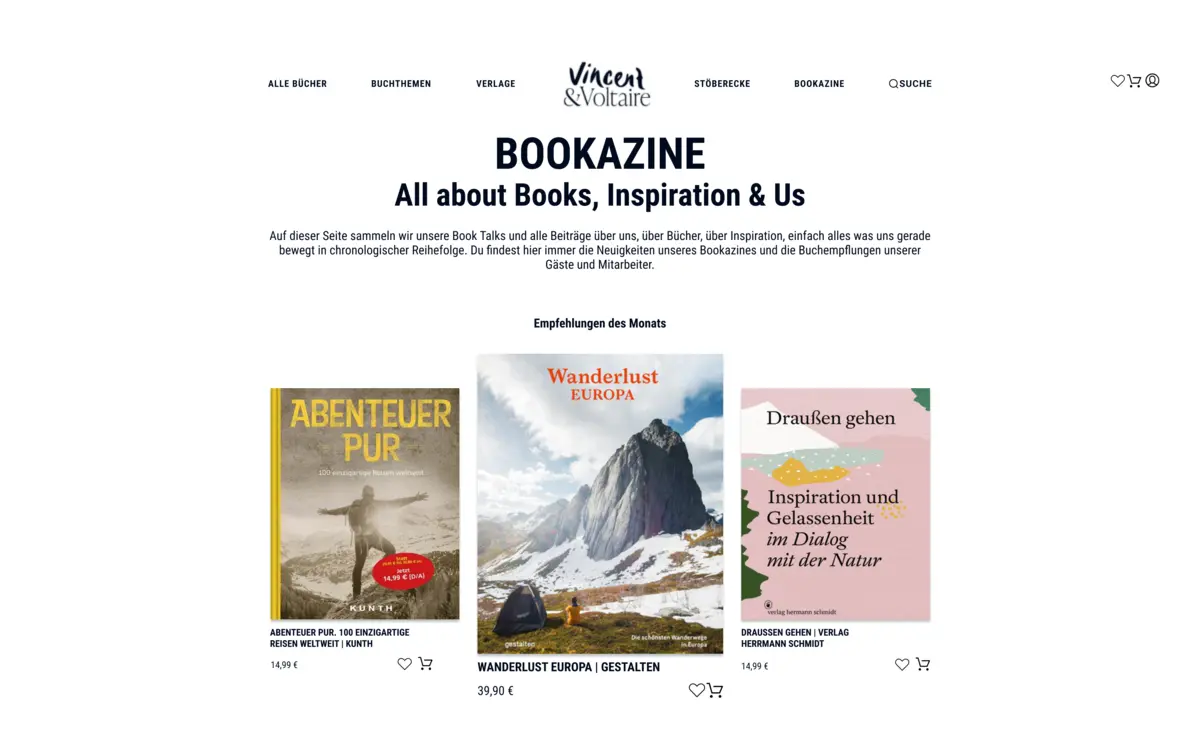 ALLE BÜCHER
BUCHTHEMEN
VERLAGE
Vincent
&Voltaire
STÖBERECKE
BOOKAZINE
SUCHE
BOOKAZINE
All about Books, Inspiration & Us
Auf dieser Seite sammeln wir unsere Book Talks und alle Beiträge über uns, über Bücher, über Inspiration, einfach alles was uns gerade
bewegt in chronologischer Reihefolge. Du findest hier immer die Neuigkeiten unseres Bookazines und die Buchempflungen unserer
Gäste und Mitarbeiter.
Empfehlungen des Monats
ABENTEUER
PUR
100 einzigartige Reisen weltweit
Jetzt
14,99 € (D/A)
KUNTH
ABENTEUER PUR. 100 EINZIGARTIGE
REISEN WELTWEIT | KUNTH
14,99 €
Wanderlust
EUROPA
gestalten
Die schönsten Wanderwege
in Europa
WANDERLUST EUROPA | GESTALTEN
39,90 €
Draußen gehen
Inspiration und
Gelassenheit
im Dialog
mit der Natur
verlag hermann schmidt
DRAUSSEN GEHEN | VERLAG
HERRMANN SCHMIDT
14,99 €